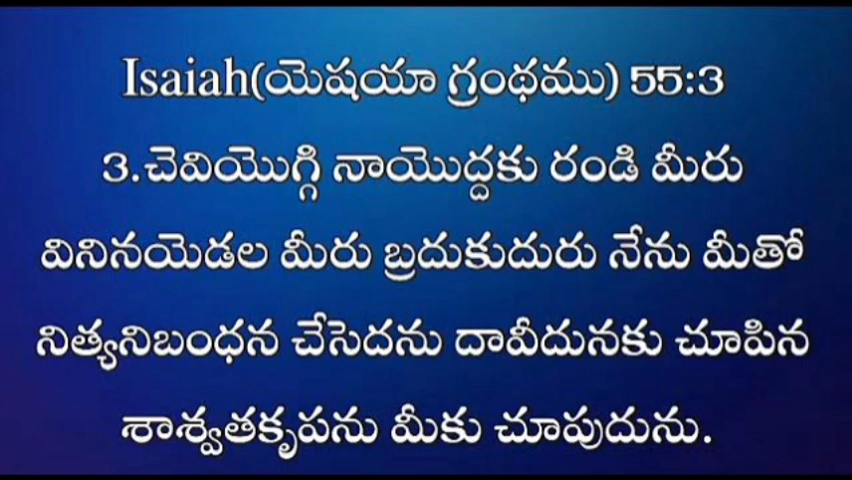 Isaiah(యెషయా గ్రంథము) 55:3
3.చెవియొగ్గి నాయొద్దకు రండి మీరు
వినినయెడల మీరు బ్రదుకుదురు నేను మీతో
నిత్యనిబంధన చేసెదను దావీదునకు చూపిన
శాశ్వతకృపను మీకు చూపుదును.